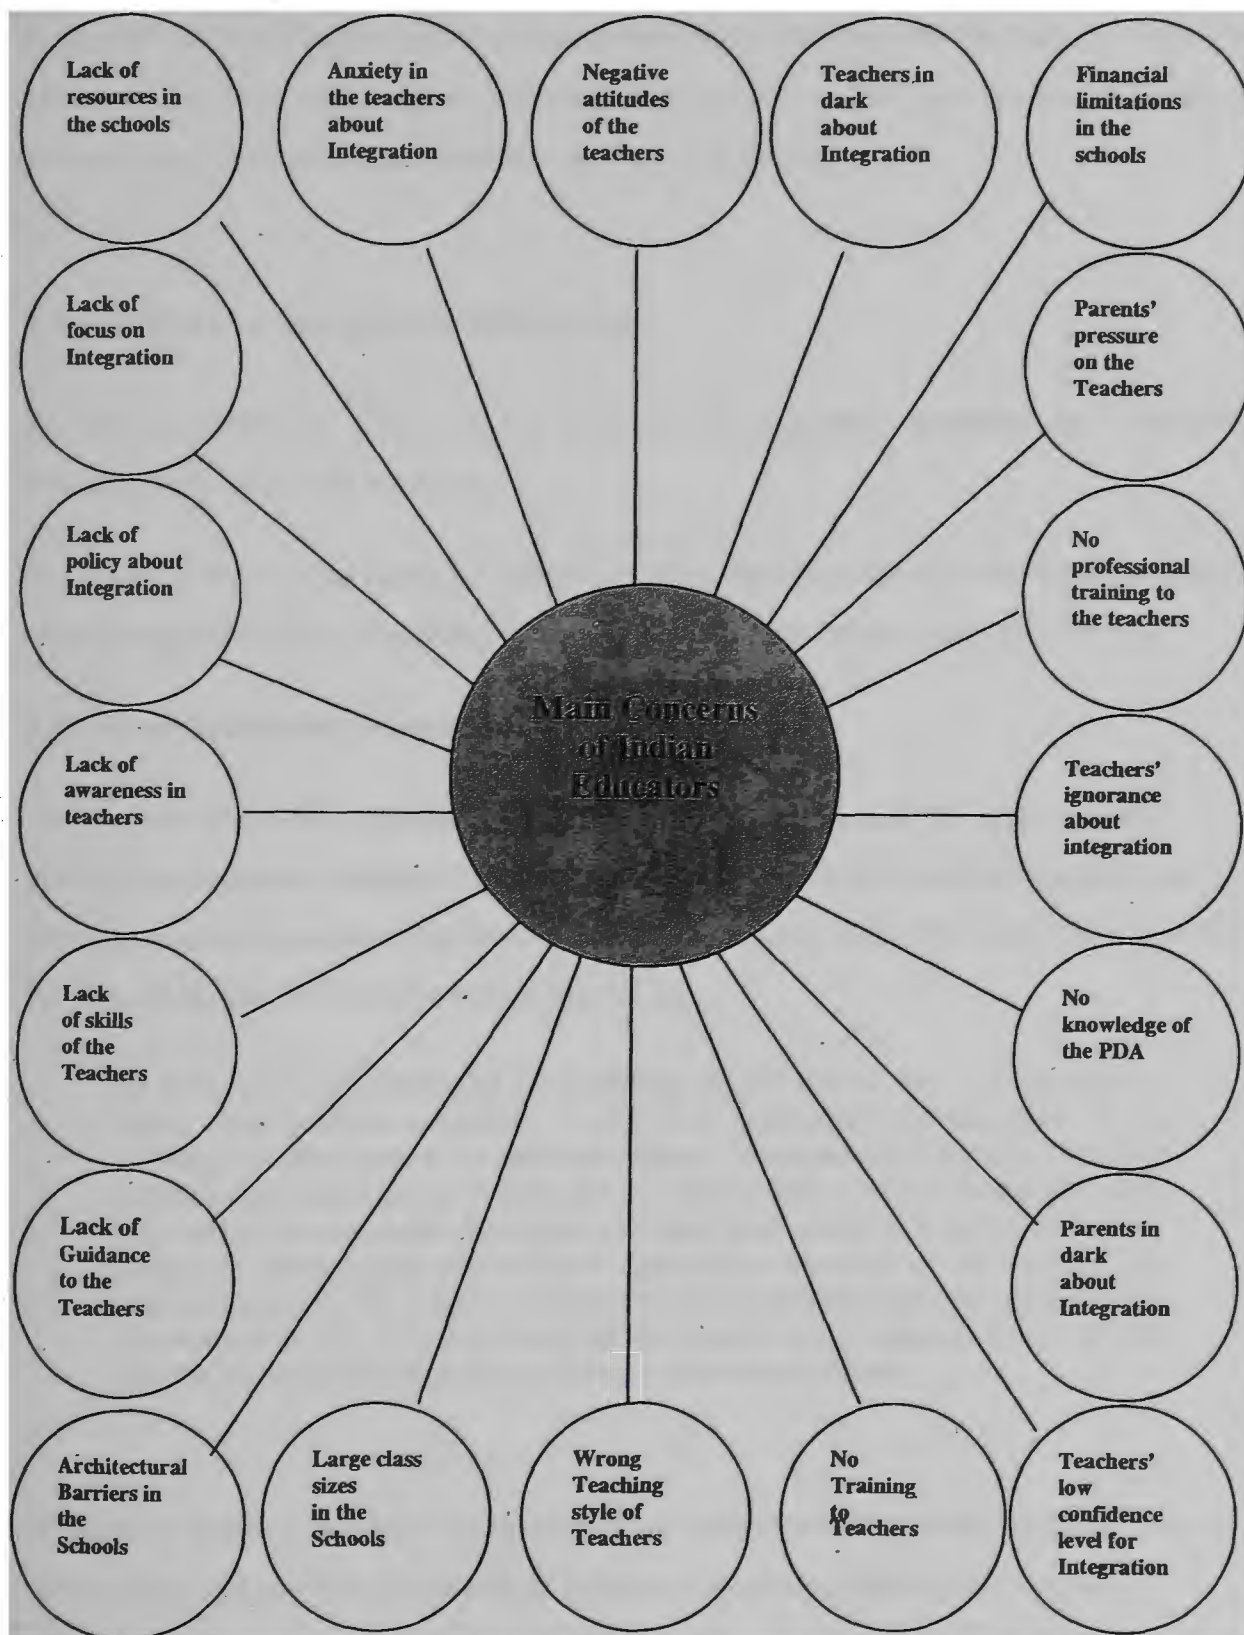 Lack of
resources in
the schools
Anxiety in
the teachers
about
Integration
Negative
attitudes
of the
teachers
Teachers in
dark
about
Integration
Financial
limitations
in the
schools
Lack of
focus on
Integration
Parents'
pressure
on the
Teachers
Lack of
policy about
Integration
No
professional
training to
the teachers
Main Concerns
of Indian
Educators
Lack of
awareness in
teachers
Teachers'
ignorance
about
integration
Lack
of skills
of the
Teachers
No
knowledge of
the PDA
Lack of
Guidance
to the
Teachers
Parents in
dark
about
Integration
Architectural
Barriers in
the
Schools
Large class
sizes
in the
Schools
Wrong
Teaching
style of
Teachers
No
Training
to
Teachers
Teachers'
low
confidence
level for
Integration